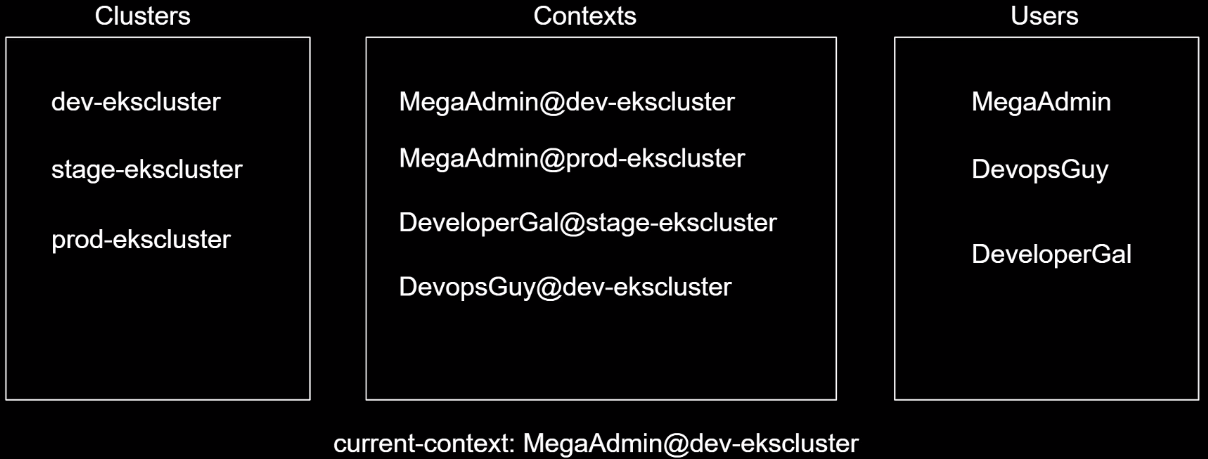 Clusters
dev-ekscluster
stage-ekscluster
prod-ekscluster
Contexts
MegaAdmin@dev-ekscluster
MegaAdmin@prod-ekscluster
DeveloperGal@stage-ekscluster
DevopsGuy@dev-ekscluster
Users
MegaAdmin
DevopsGuy
DeveloperGal
current-context: MegaAdmin@dev-ekscluster